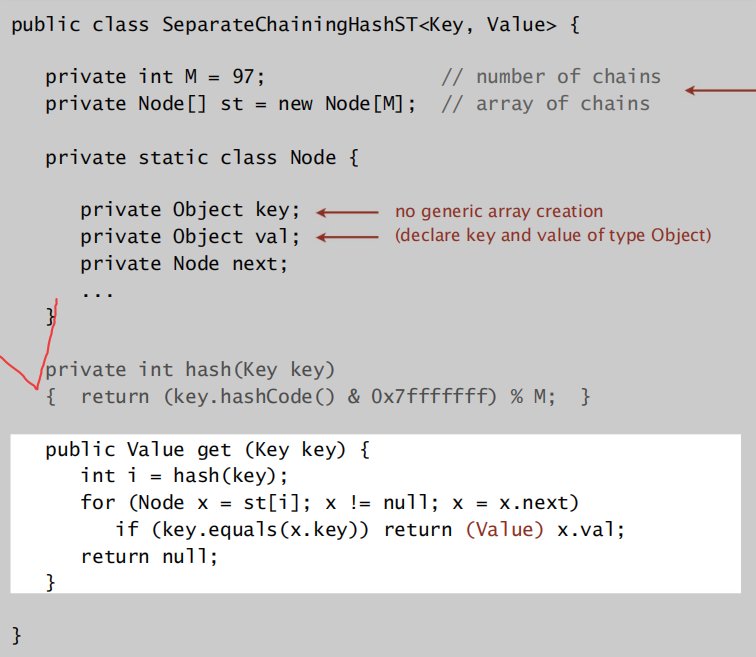 public class SeparateChainingHashST<Key, Value> {
private int M = 97; // number of chains
private Node[] st = new Node[M]; // array of chains
private static class Node {
private Object key; no generic array creation
private Object val; (declare key and value of type Object)
private Node next;
...
}
private int hash(Key key)
{ return (key.hashCode() & 0x7fffffff) % M; }
public Value get (Key key) {
int i = hash(key);
for (Node x = st[i]; x != null; x = x.next)
if (key.equals(x.key)) return (Value) x.val;
return null;
}
}